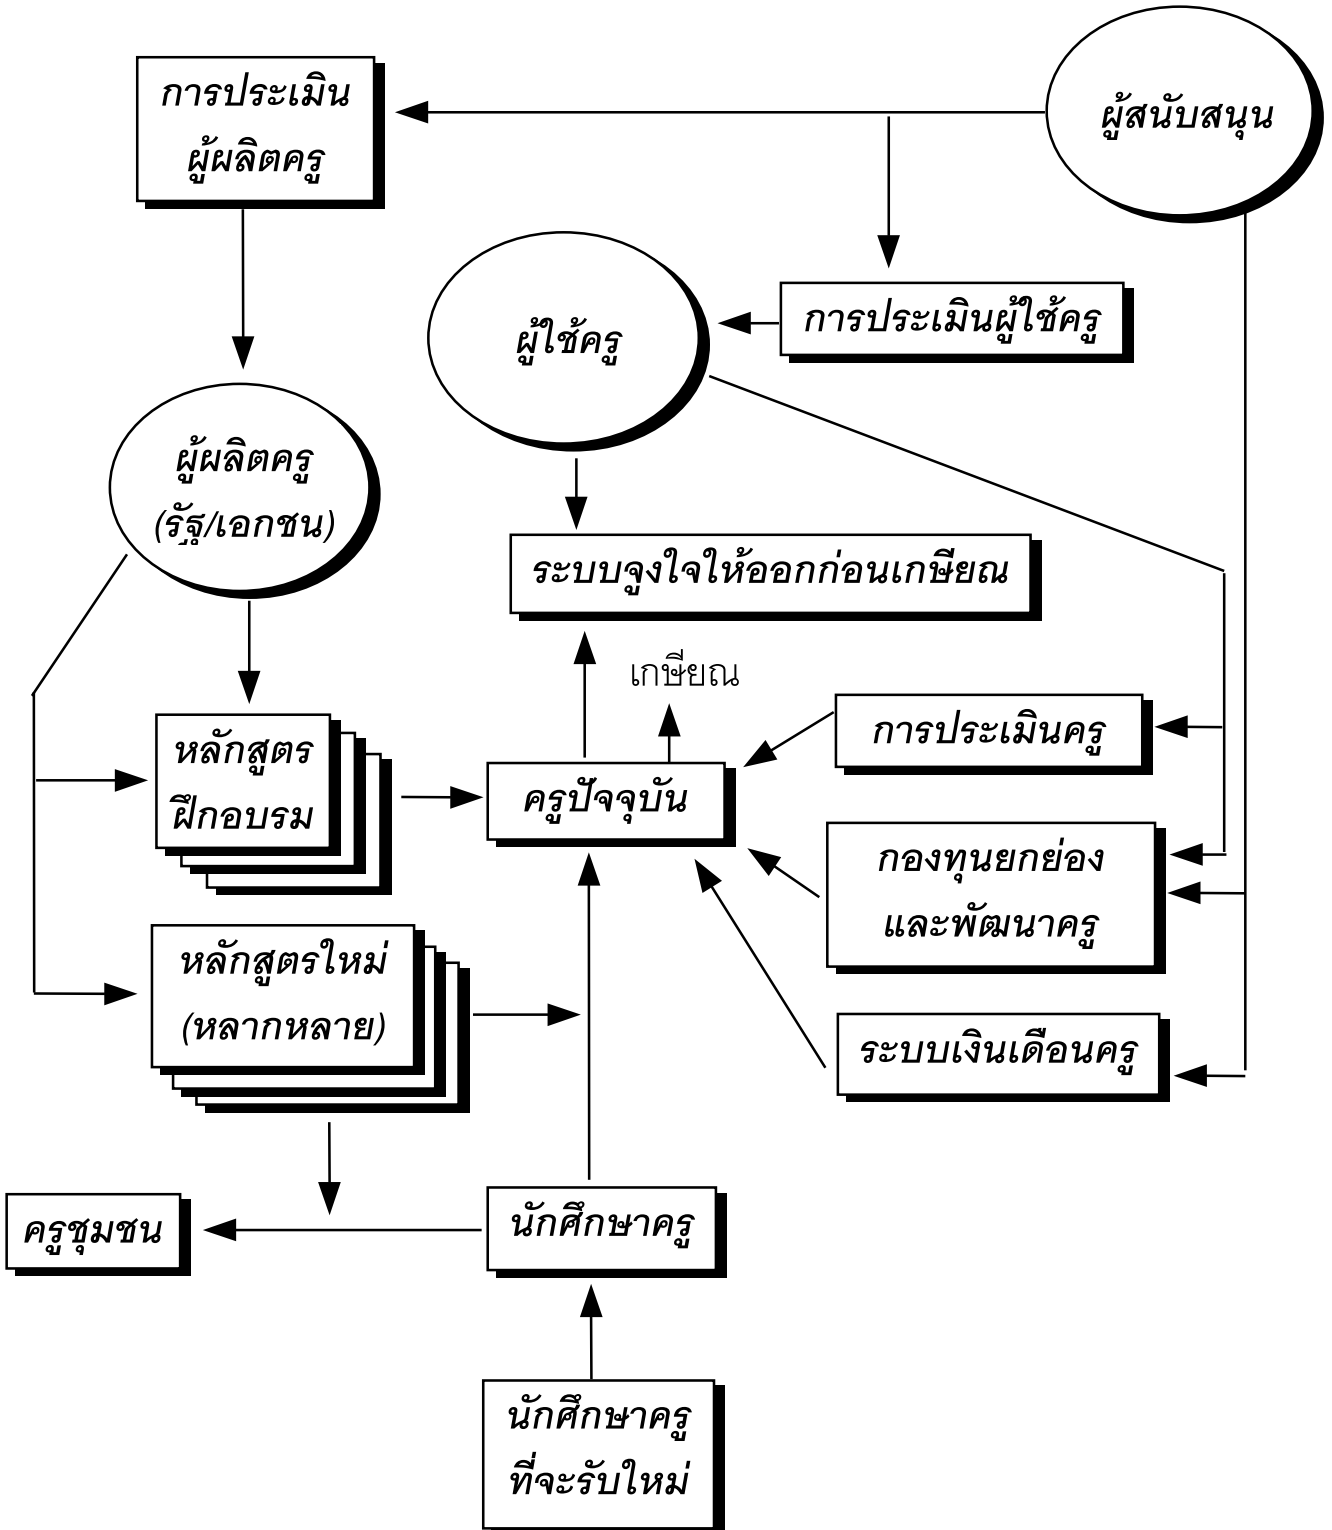 การประเมิน
ผู้ผลิตครู
ผู้สนับสนุน
ผู้ใช้ครู
การประเมินผู้ใช้ครู
ผู้ผลิตครู
(รัฐ/เอกชน)
ระบบจูงใจให้ออกก่อนเกษียณ
เกษียณ
หลักสูตร
ฝึกอบรม
ครูปัจจุบัน
การประเมินครู
กองทุนยกย่อง
และพัฒนาครู
หลักสูตรใหม่
(หลากหลาย)
ระบบเงินเดือนครู
ครูชุมชน
นักศึกษาครู
นักศึกษาครู
ที่จะรับใหม่